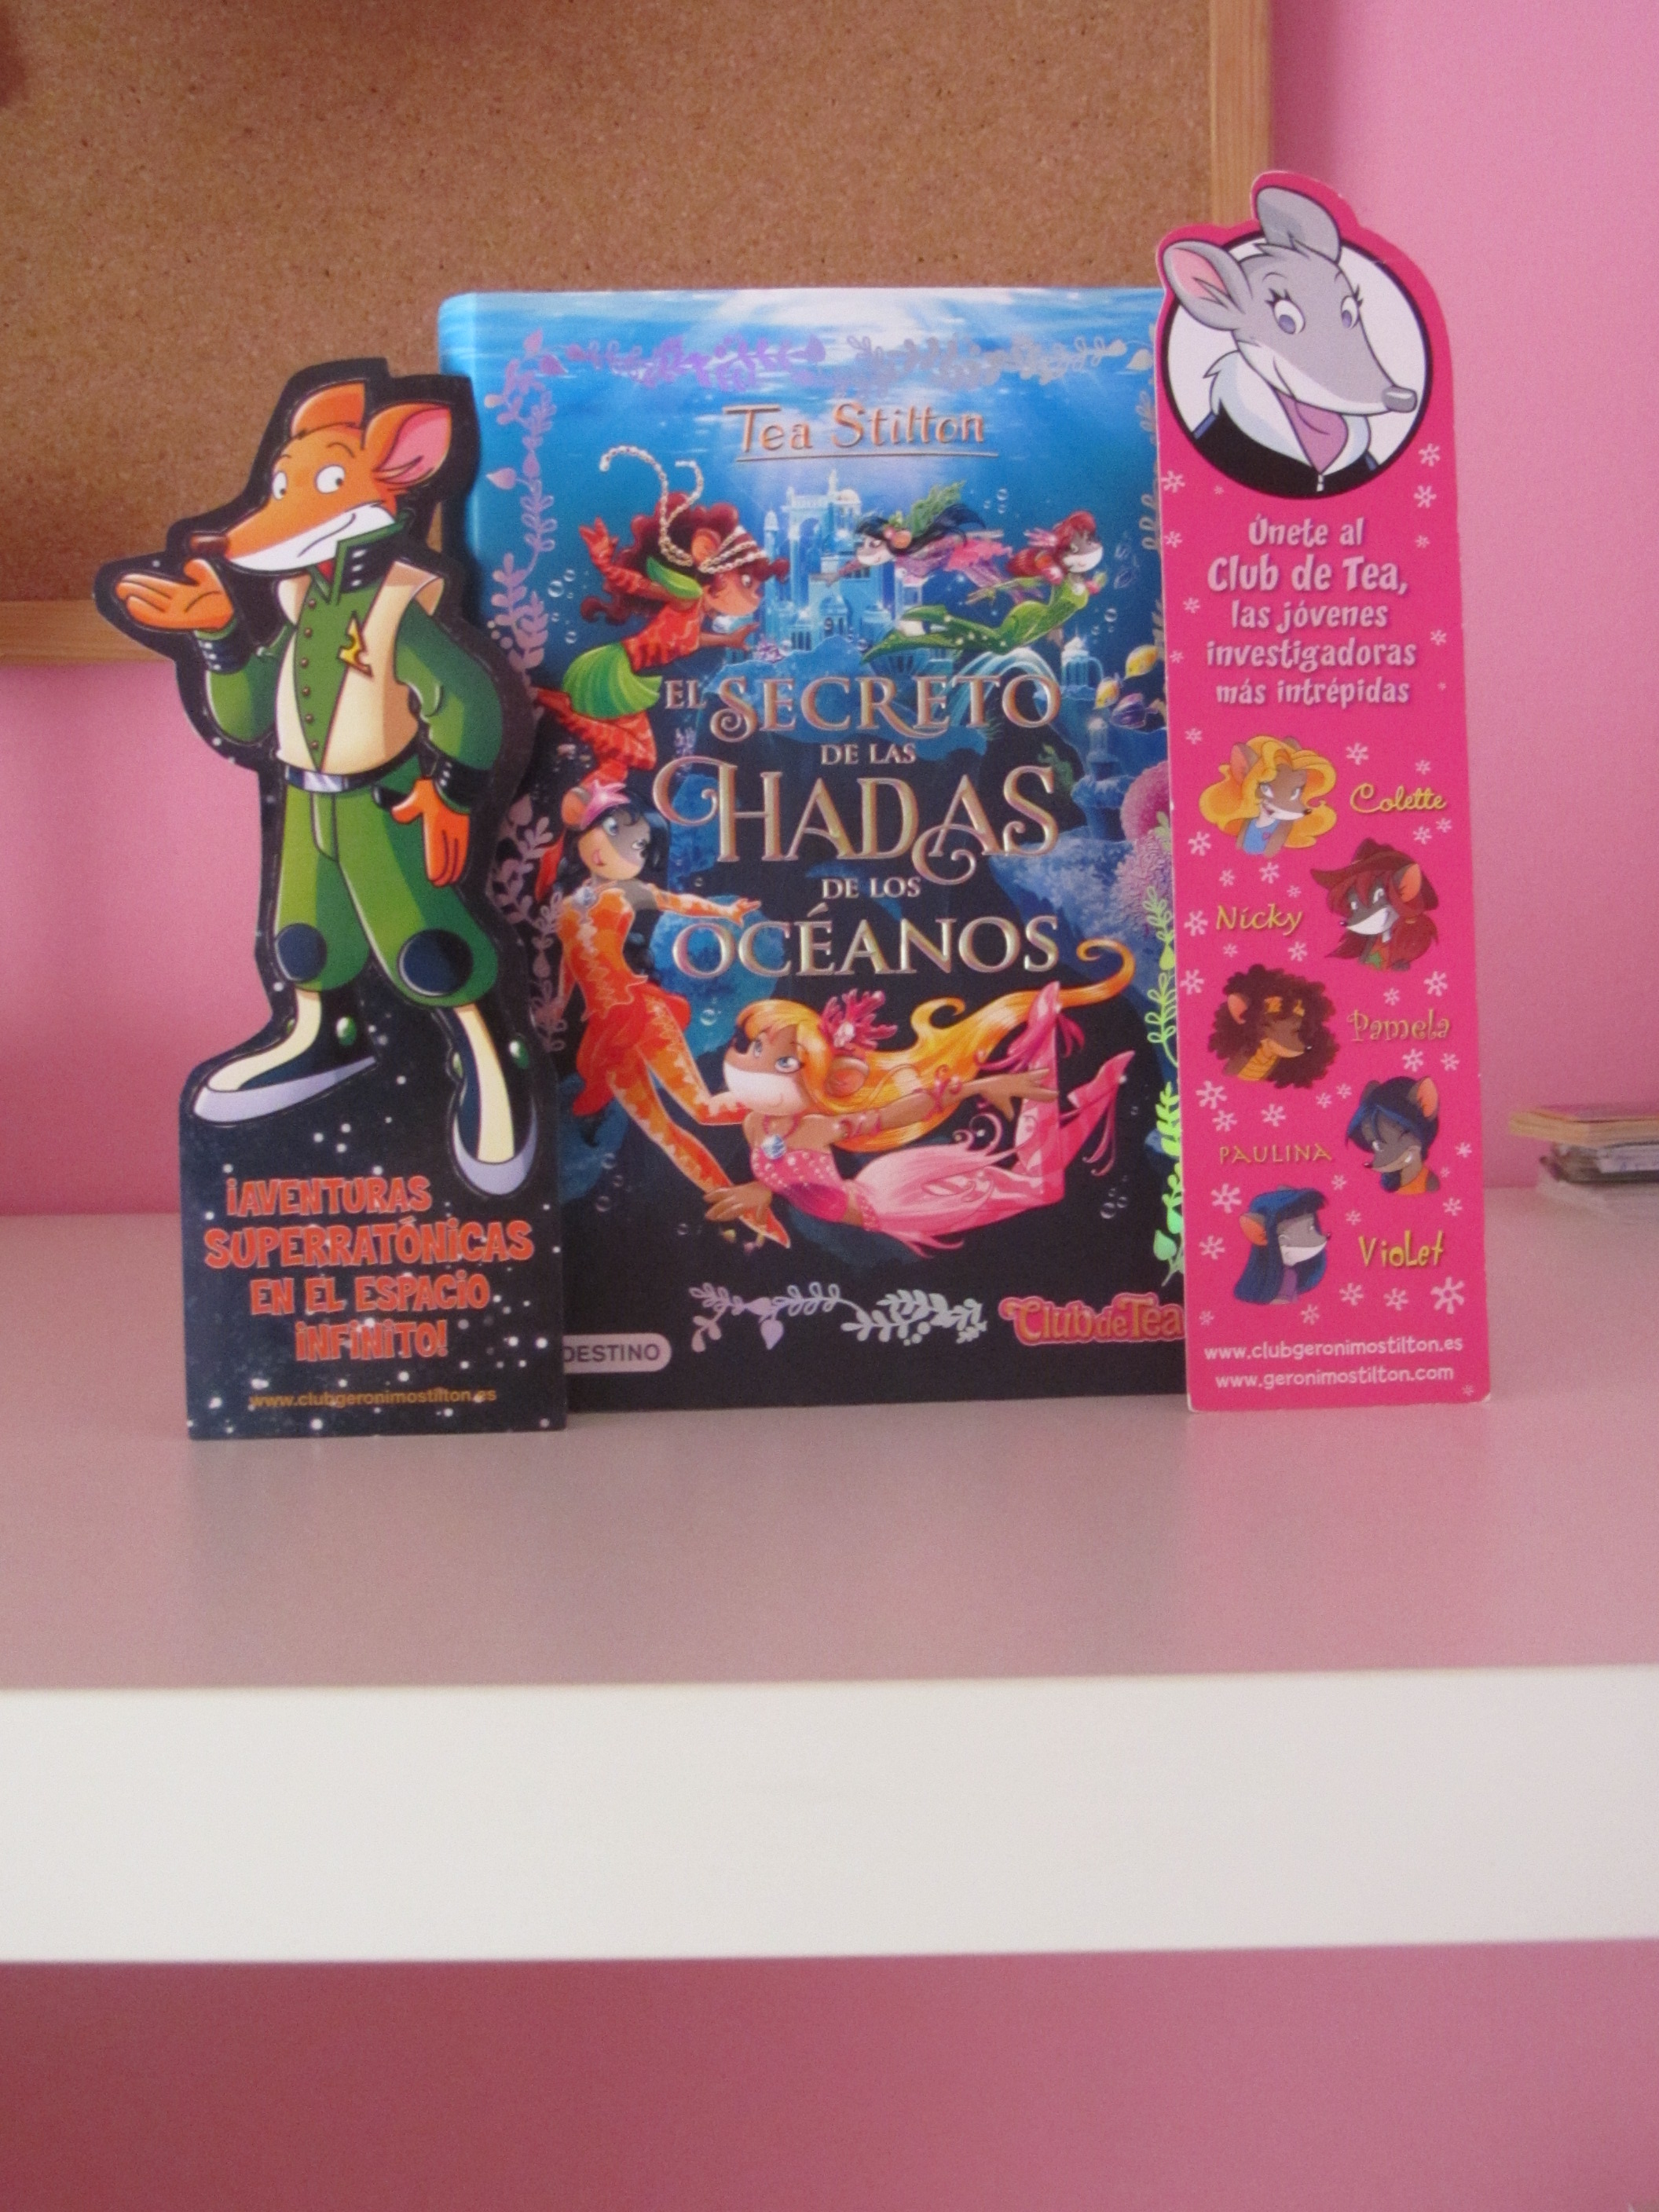 ¡AVENTURAS
SUPERRATÓNICAS
EN EL ESPACIO
INFINITO!
www.clubgeronimostilton.es
Tea Stilton
EL SECRETO
DE LAS
HADAS
DE LOS
OCÉANOS
DESTINO
Club de Tea
Únete al
Club de Tea,
las jóvenes
investigadoras
más intrépidas
Colette
Nicky
Pamela
PAULINA
VioLet
www.clubgeronimostilton.es
www.geronimostilton.com